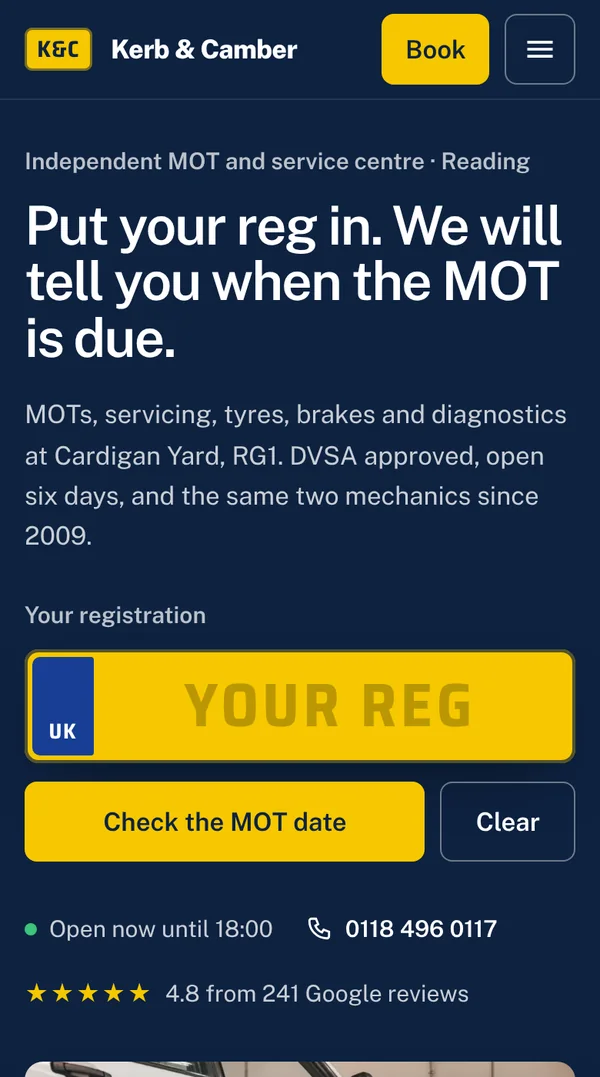 K&C Kerb & Camber
Book
Independent MOT and service centre · Reading
Put your reg in. We will
tell you when the MOT
is due.
MOTs, servicing, tyres, brakes and diagnostics
at Cardigan Yard, RG1. DVSA approved, open
six days, and the same two mechanics since
2009.
Your registration
UK
YOUR REG
Check the MOT date
Clear
Open now until 18:00
0118 496 0117
★★★★★ 4.8 from 241 Google reviews